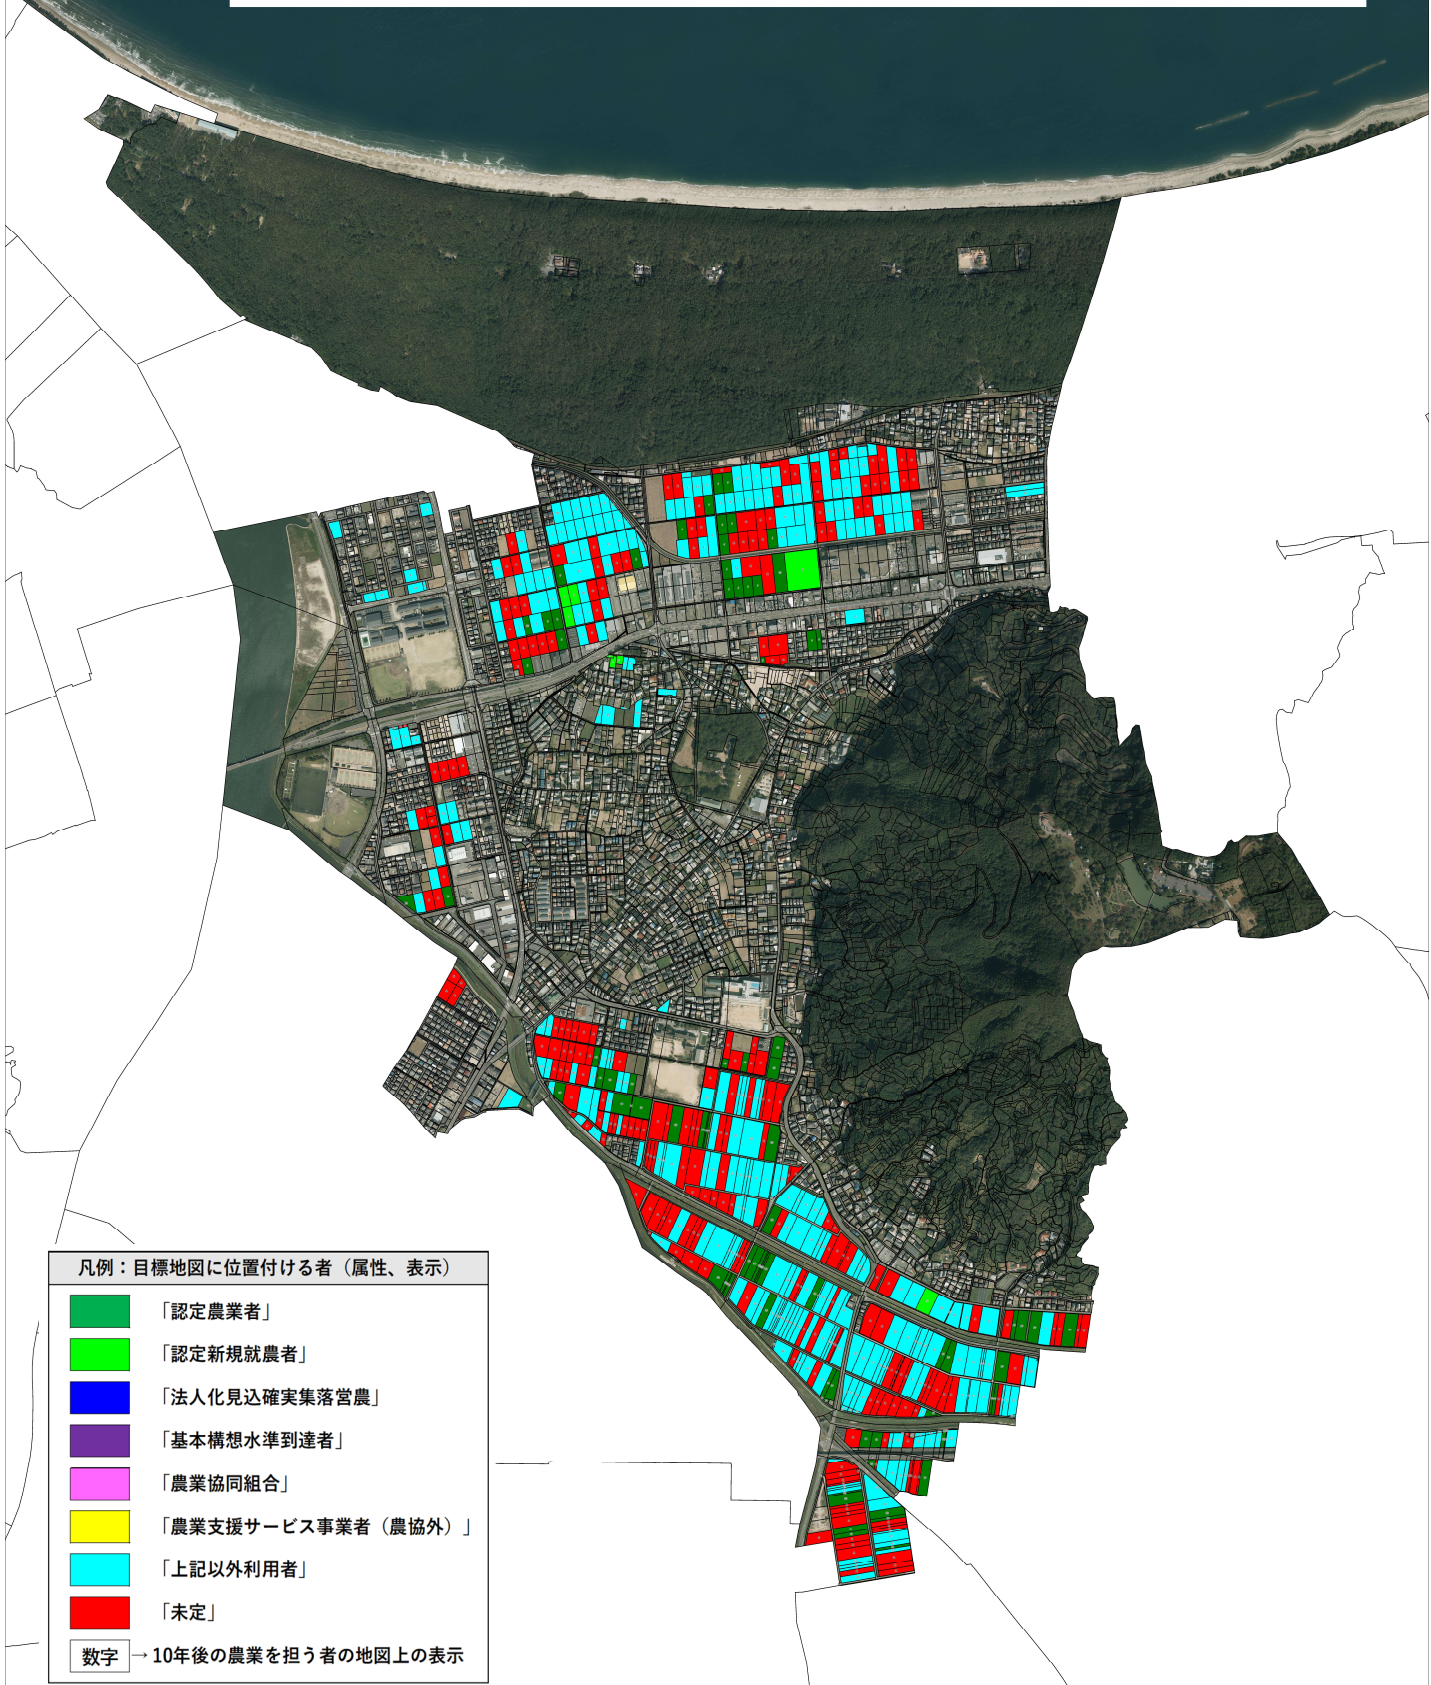 凡例：目標地図に位置付ける者（属性、表示）
「認定農業者」
「認定新規就農者」
「法人化見込確実集落営農」
「基本構想水準到達者」
「農業協同組合」
「農業支援サービス事業者（農協外）」
「上記以外利用者」
「未定」
数字 → 10年後の農業を担う者の地図上の表示